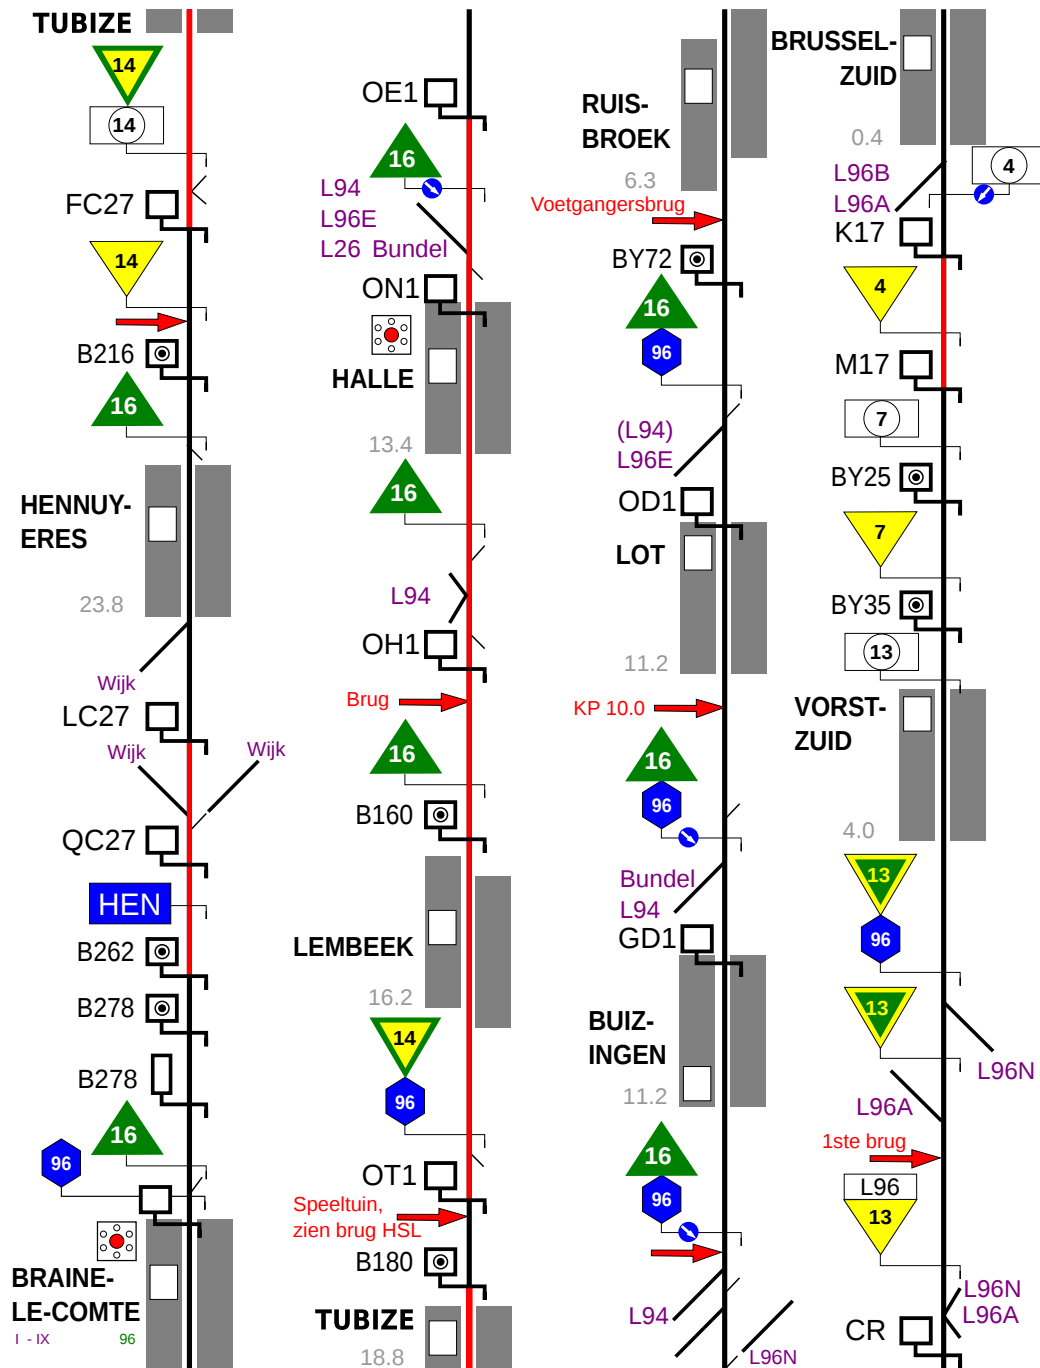 TUBIZE
14
14
FC27
14
B216
16
HENNUY-
ERES
23.8
Wijk
LC27
Wijk
Wijk
QC27
HEN
B262
B278
B278
16
96
BRAINE-
LE-COMTE
I - IX
96
OE1
16
L94
L96E
L26 Bundel
ON1
HALLE
13.4
16
L94
OH1
Brug
16
B160
LEMBEEK
16.2
14
96
OT1
Speeltuin,
zien brug HSL
B180
TUBIZE
18.8
RUIS-
BROEK
6.3
Voetgangersbrug
BY72
16
96
(L94)
L96E
OD1
LOT
11.2
KP 10.0
16
96
Bundel
L94
GD1
BUIZ-
INGEN
11.2
16
96
L94
L96N
BRUSSEL-
ZUID
0.4
4
L96B
L96A
K17
4
M17
7
BY25
7
BY35
13
VORST-
ZUID
4.0
13
96
13
L96N
L96A
1ste brug
L96
13
L96N
L96A
CR